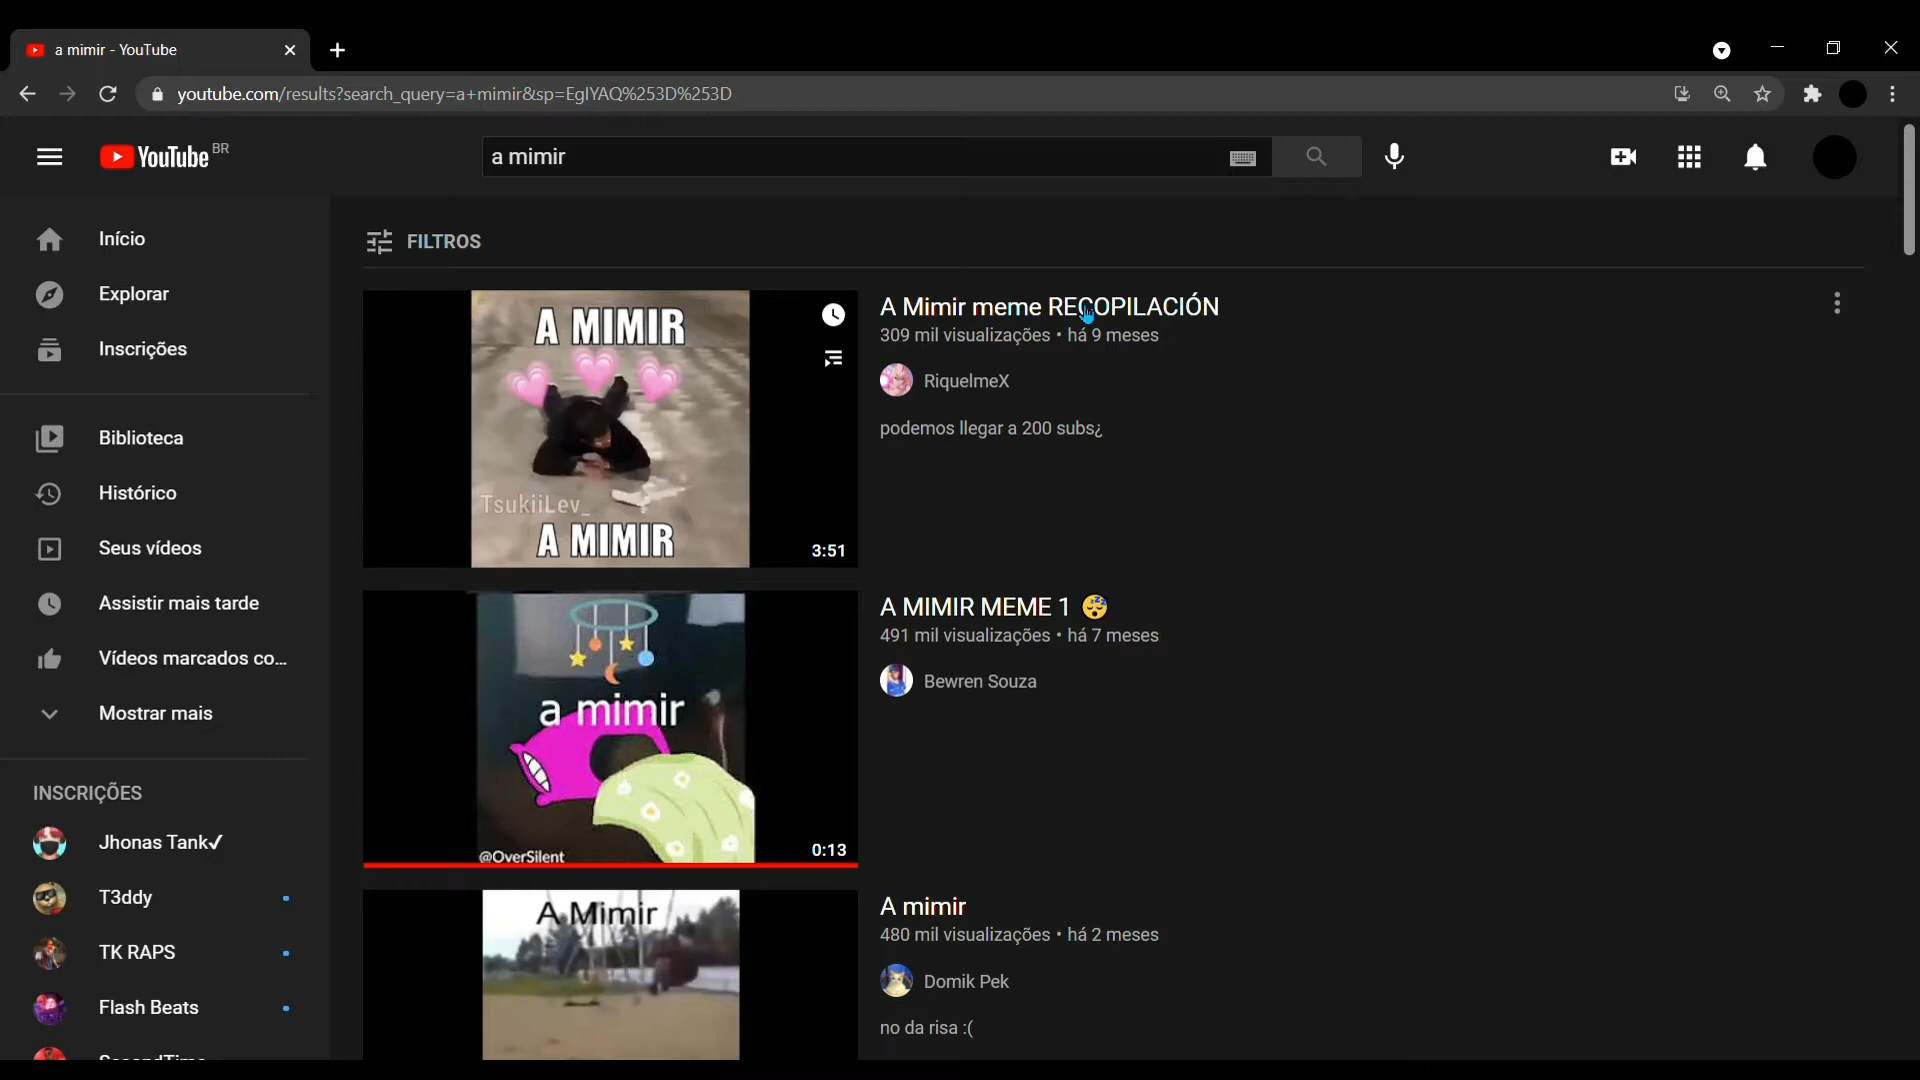 a mimir - YouTube
youtube.com/results?search_query=a+mimir&sp=EgIYAQ%253D%253D
YouTube BR
a mimir
Início
Explorar
Inscrições
Biblioteca
Histórico
Seus vídeos
Assistir mais tarde
Vídeos marcados co...
Mostrar mais
INSCRIÇÕES
Jhonas Tank✓
T3ddy
TK RAPS
Flash Beats
FILTROS
A MIMIR
TsukiiLev_
A MIMIR
3:51
A Mimir meme RECOPILACIÓN
309 mil visualizações • há 9 meses
RiquelmeX
podemos llegar a 200 subs¿
a mimir
@OverSilent
0:13
A MIMIR MEME 1 😴
491 mil visualizações • há 7 meses
Bewren Souza
A Mimir
A mimir
480 mil visualizações • há 2 meses
Domik Pek
no da risa :(